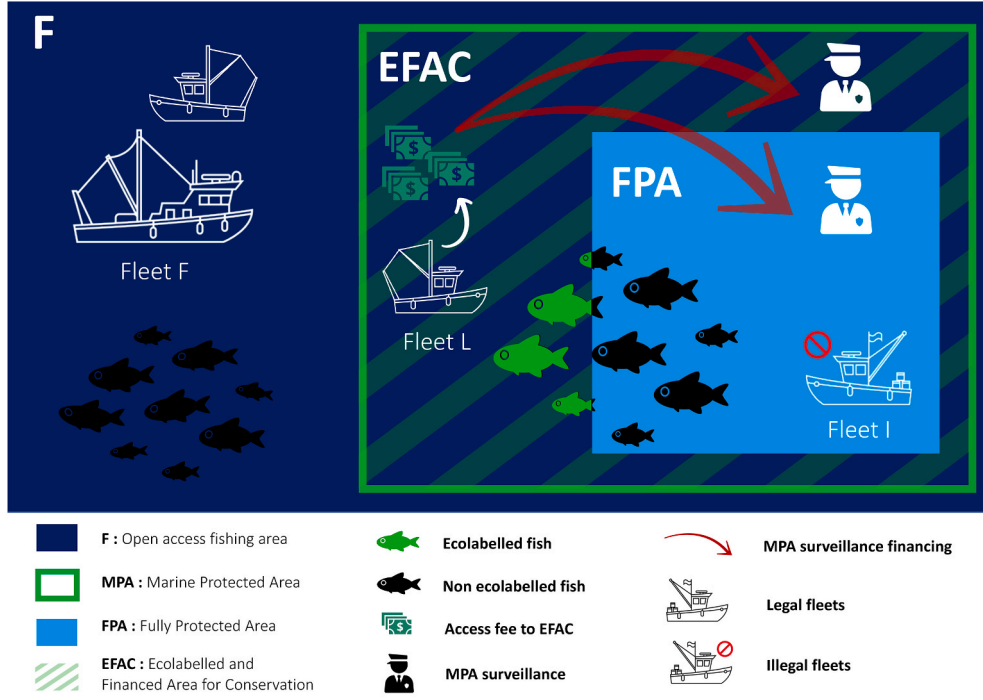 F
EFAC
FPA
Fleet F
Fleet L
Fleet I
$
$
$
F : Open access fishing area
MPA : Marine Protected Area
FPA : Fully Protected Area
EFAC : Ecolabelled and
Financed Area for Conservation
Ecolabelled fish
Non ecolabelled fish
$
Access fee to EFAC
MPA surveillance
MPA surveillance financing
Legal fleets
Illegal fleets